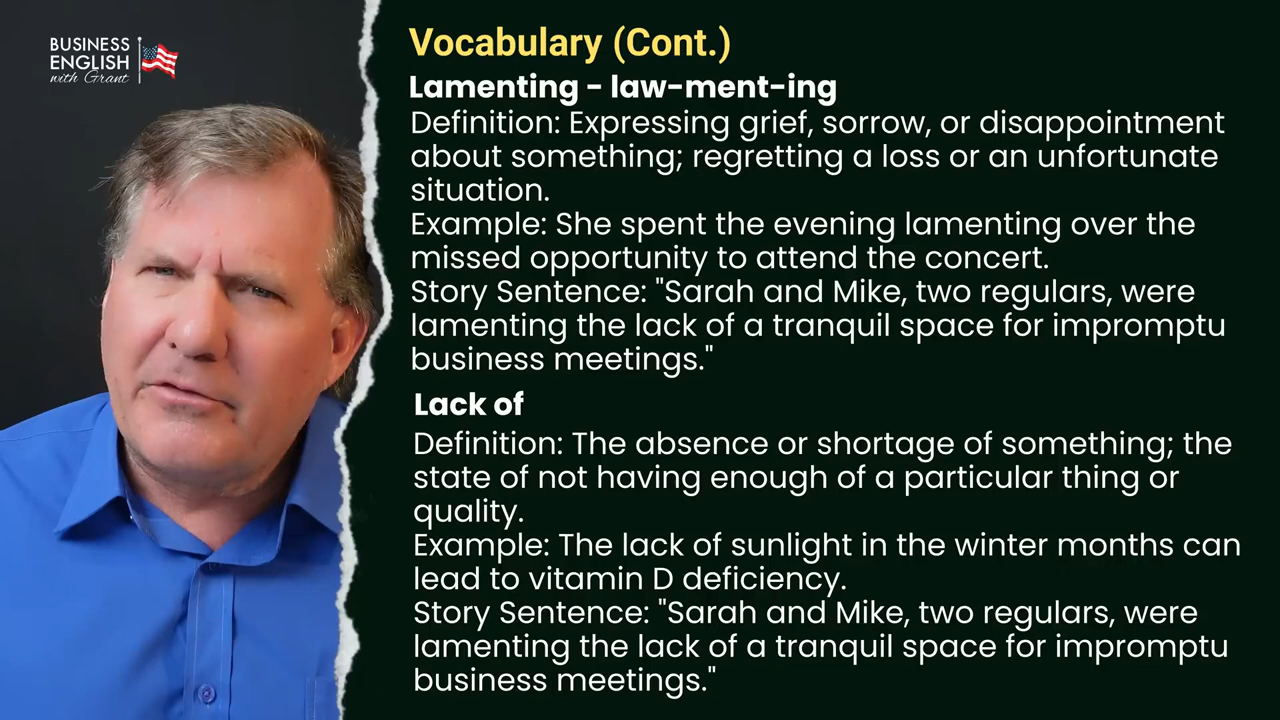 BUSINESS
ENGLISH
with Grant
Vocabulary (Cont.)
Lamenting - law-ment-ing
Definition: Expressing grief, sorrow, or disappointment
about something; regretting a loss or an unfortunate
situation.
Example: She spent the evening lamenting over the
missed opportunity to attend the concert.
Story Sentence: "Sarah and Mike, two regulars, were
lamenting the lack of a tranquil space for impromptu
business meetings."
Lack of
Definition: The absence or shortage of something; the
state of not having enough of a particular thing or
quality.
Example: The lack of sunlight in the winter months can
lead to vitamin D deficiency.
Story Sentence: "Sarah and Mike, two regulars, were
lamenting the lack of a tranquil space for impromptu
business meetings."